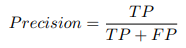 Precision = TP / TP + FP